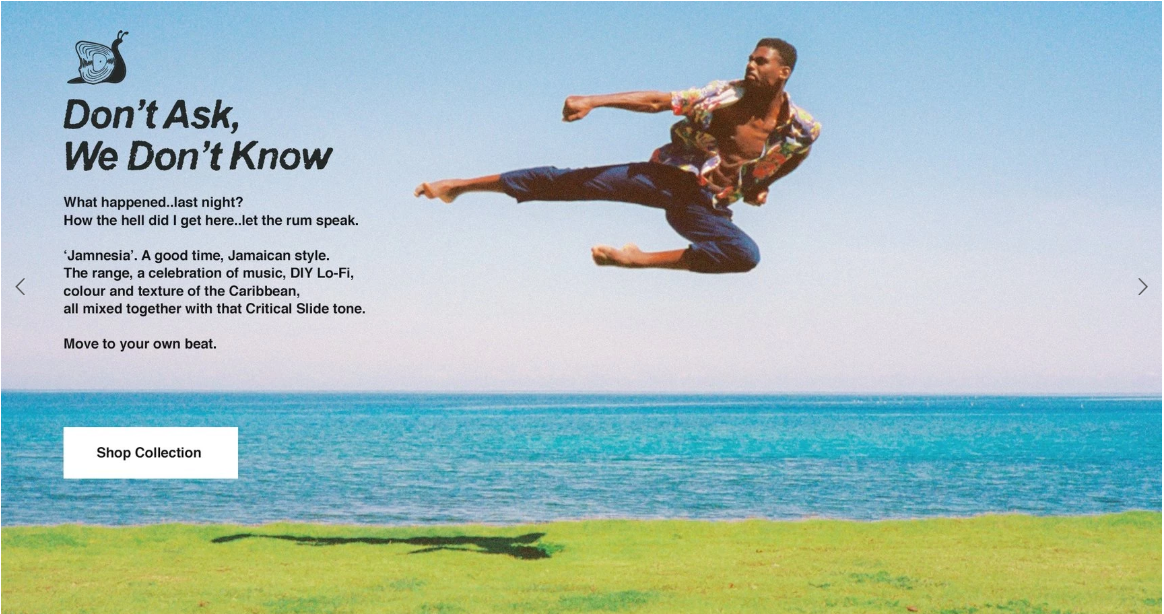 Don't Ask,
We Don't Know
What happened..last night?
How the hell did I get here..let the rum speak.
‘Jamnesia’. A good time, Jamaican style.
The range, a celebration of music, DIY Lo-Fi,
colour and texture of the Caribbean,
all mixed together with that Critical Slide tone.
Move to your own beat.
Shop Collection